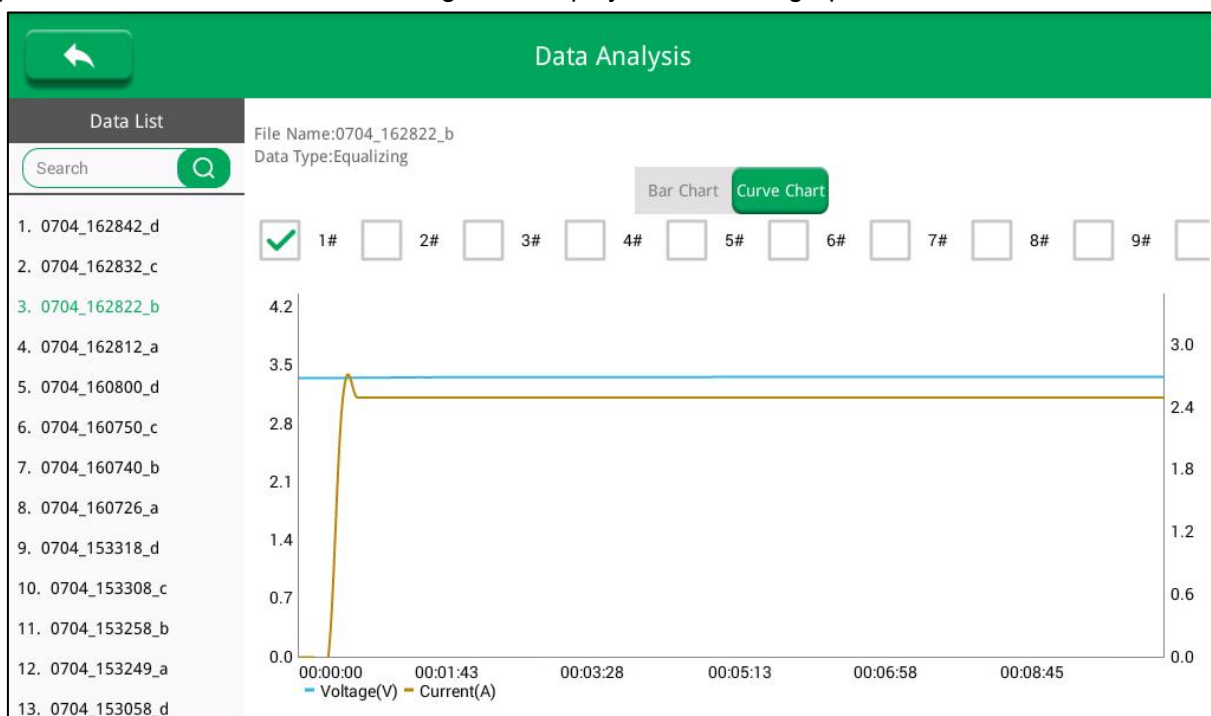 Data Analysis
Data List
Search
1. 0704_162842_d
2. 0704_162832_c
3. 0704_162822_b
4. 0704_162812_a
5. 0704_160800_d
6. 0704_160750_c
7. 0704_160740_b
8. 0704_160726_a
9. 0704_153318_d
10. 0704_153308_c
11. 0704_153258_b
12. 0704_153249_a
13. 0704_153058_d
File Name:0704_162822_b
Data Type:Equalizing
Bar Chart Curve Chart
1# 2# 3# 4# 5# 6# 7# 8# 9#
4.2
3.5
2.8
2.1
1.4
0.7
0.0
3.0
2.4
1.8
1.2
0.6
0.0
00:00:00 00:01:43 00:03:28 00:05:13 00:06:58 00:08:45
Voltage(V) Current(A)